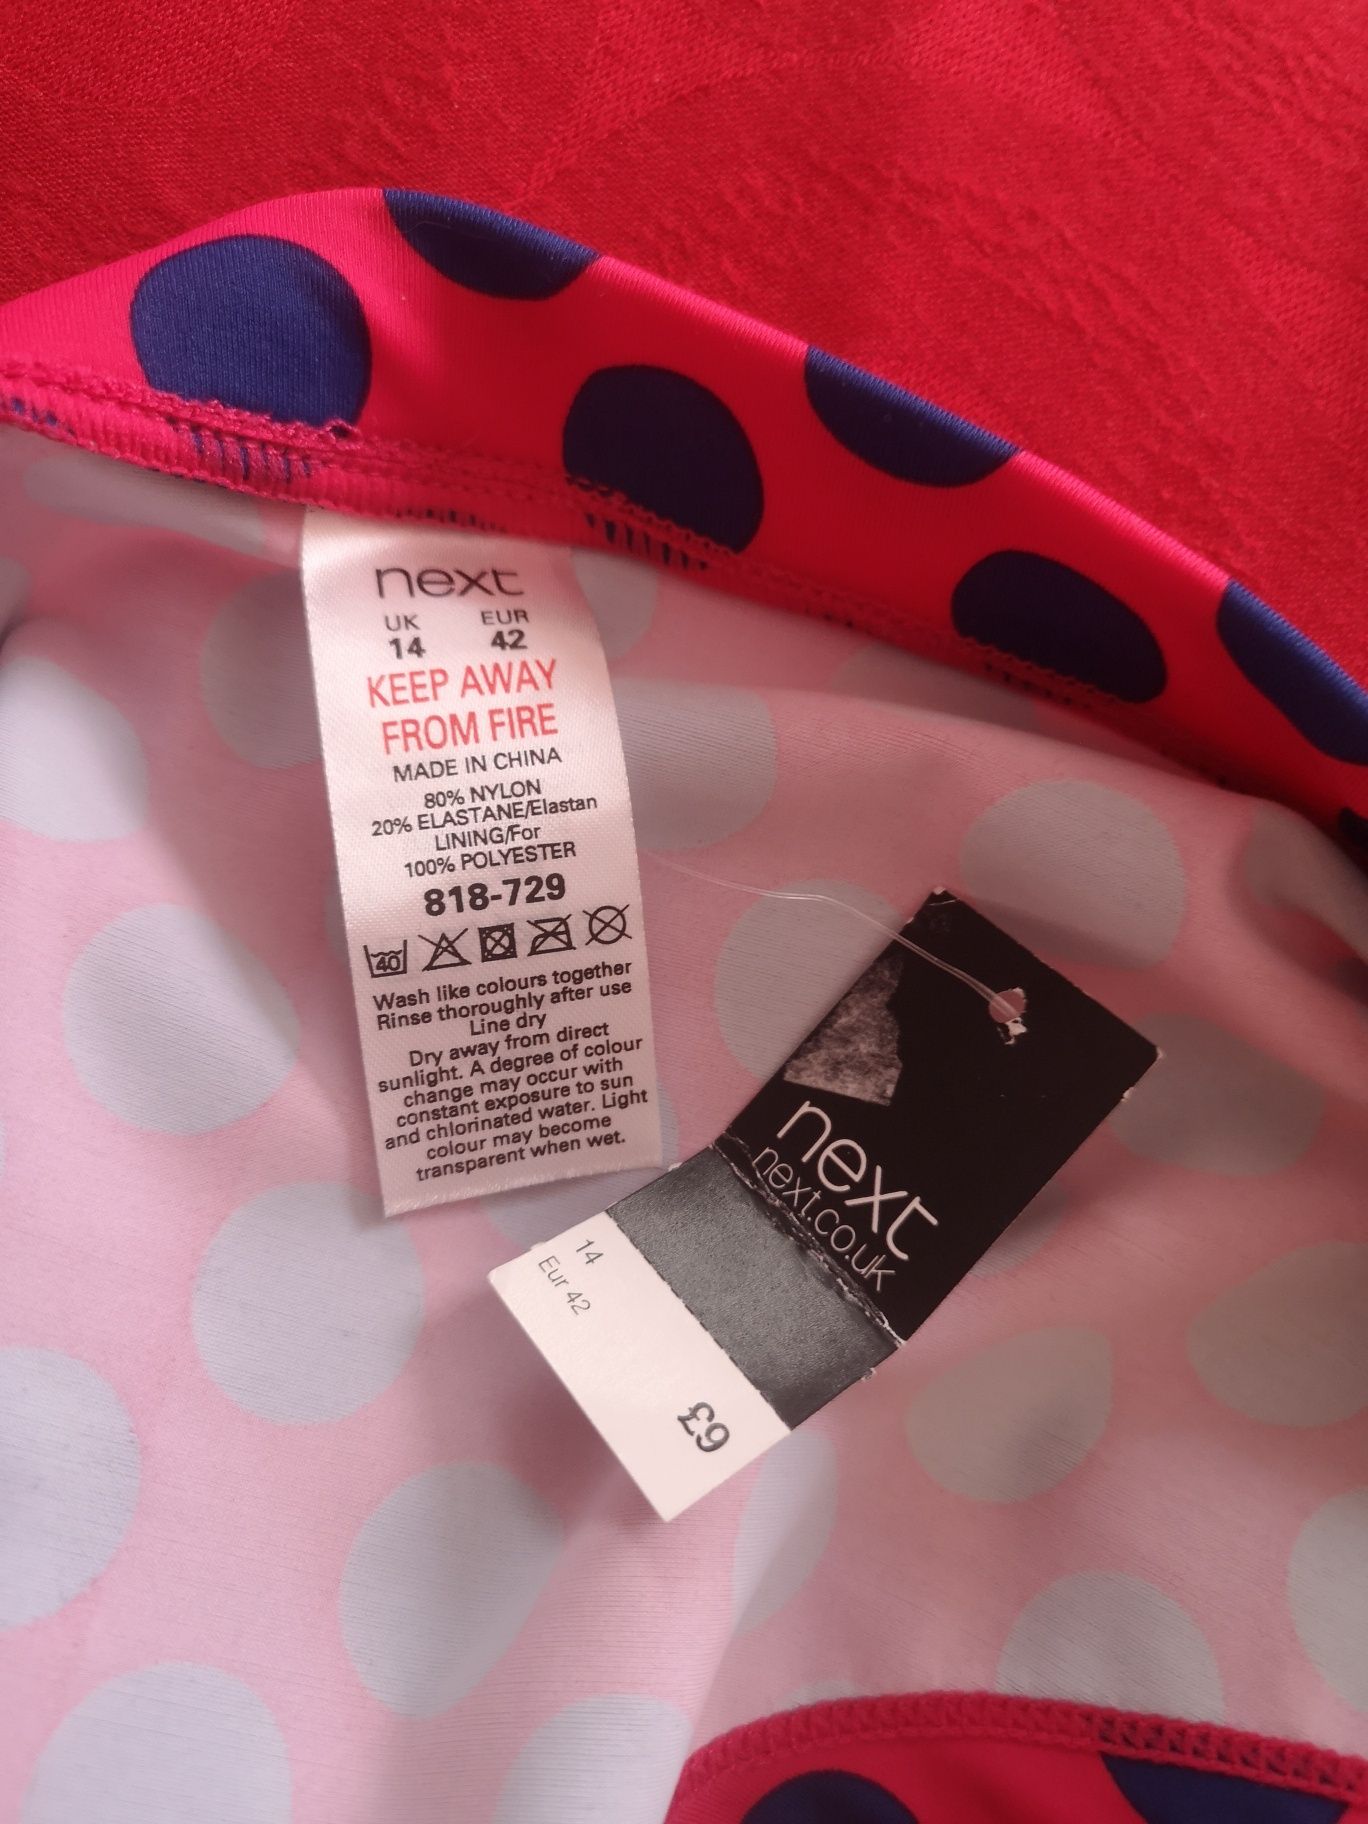 next
UK EUR
14 42
KEEP AWAY
FROM FIRE
MADE IN CHINA
80% NYLON
20% ELASTANE/Elastan
LINING/For
100% POLYESTER
818-729
40
Wash like colours together
Rinse thoroughly after use
Line dry
Dry away from direct
sunlight. A degree of colour
change may occur with
constant exposure to sun
and chlorinated water. Light
colour may become
transparent when wet.
next
next.co.uk
14
Eur 42
£9